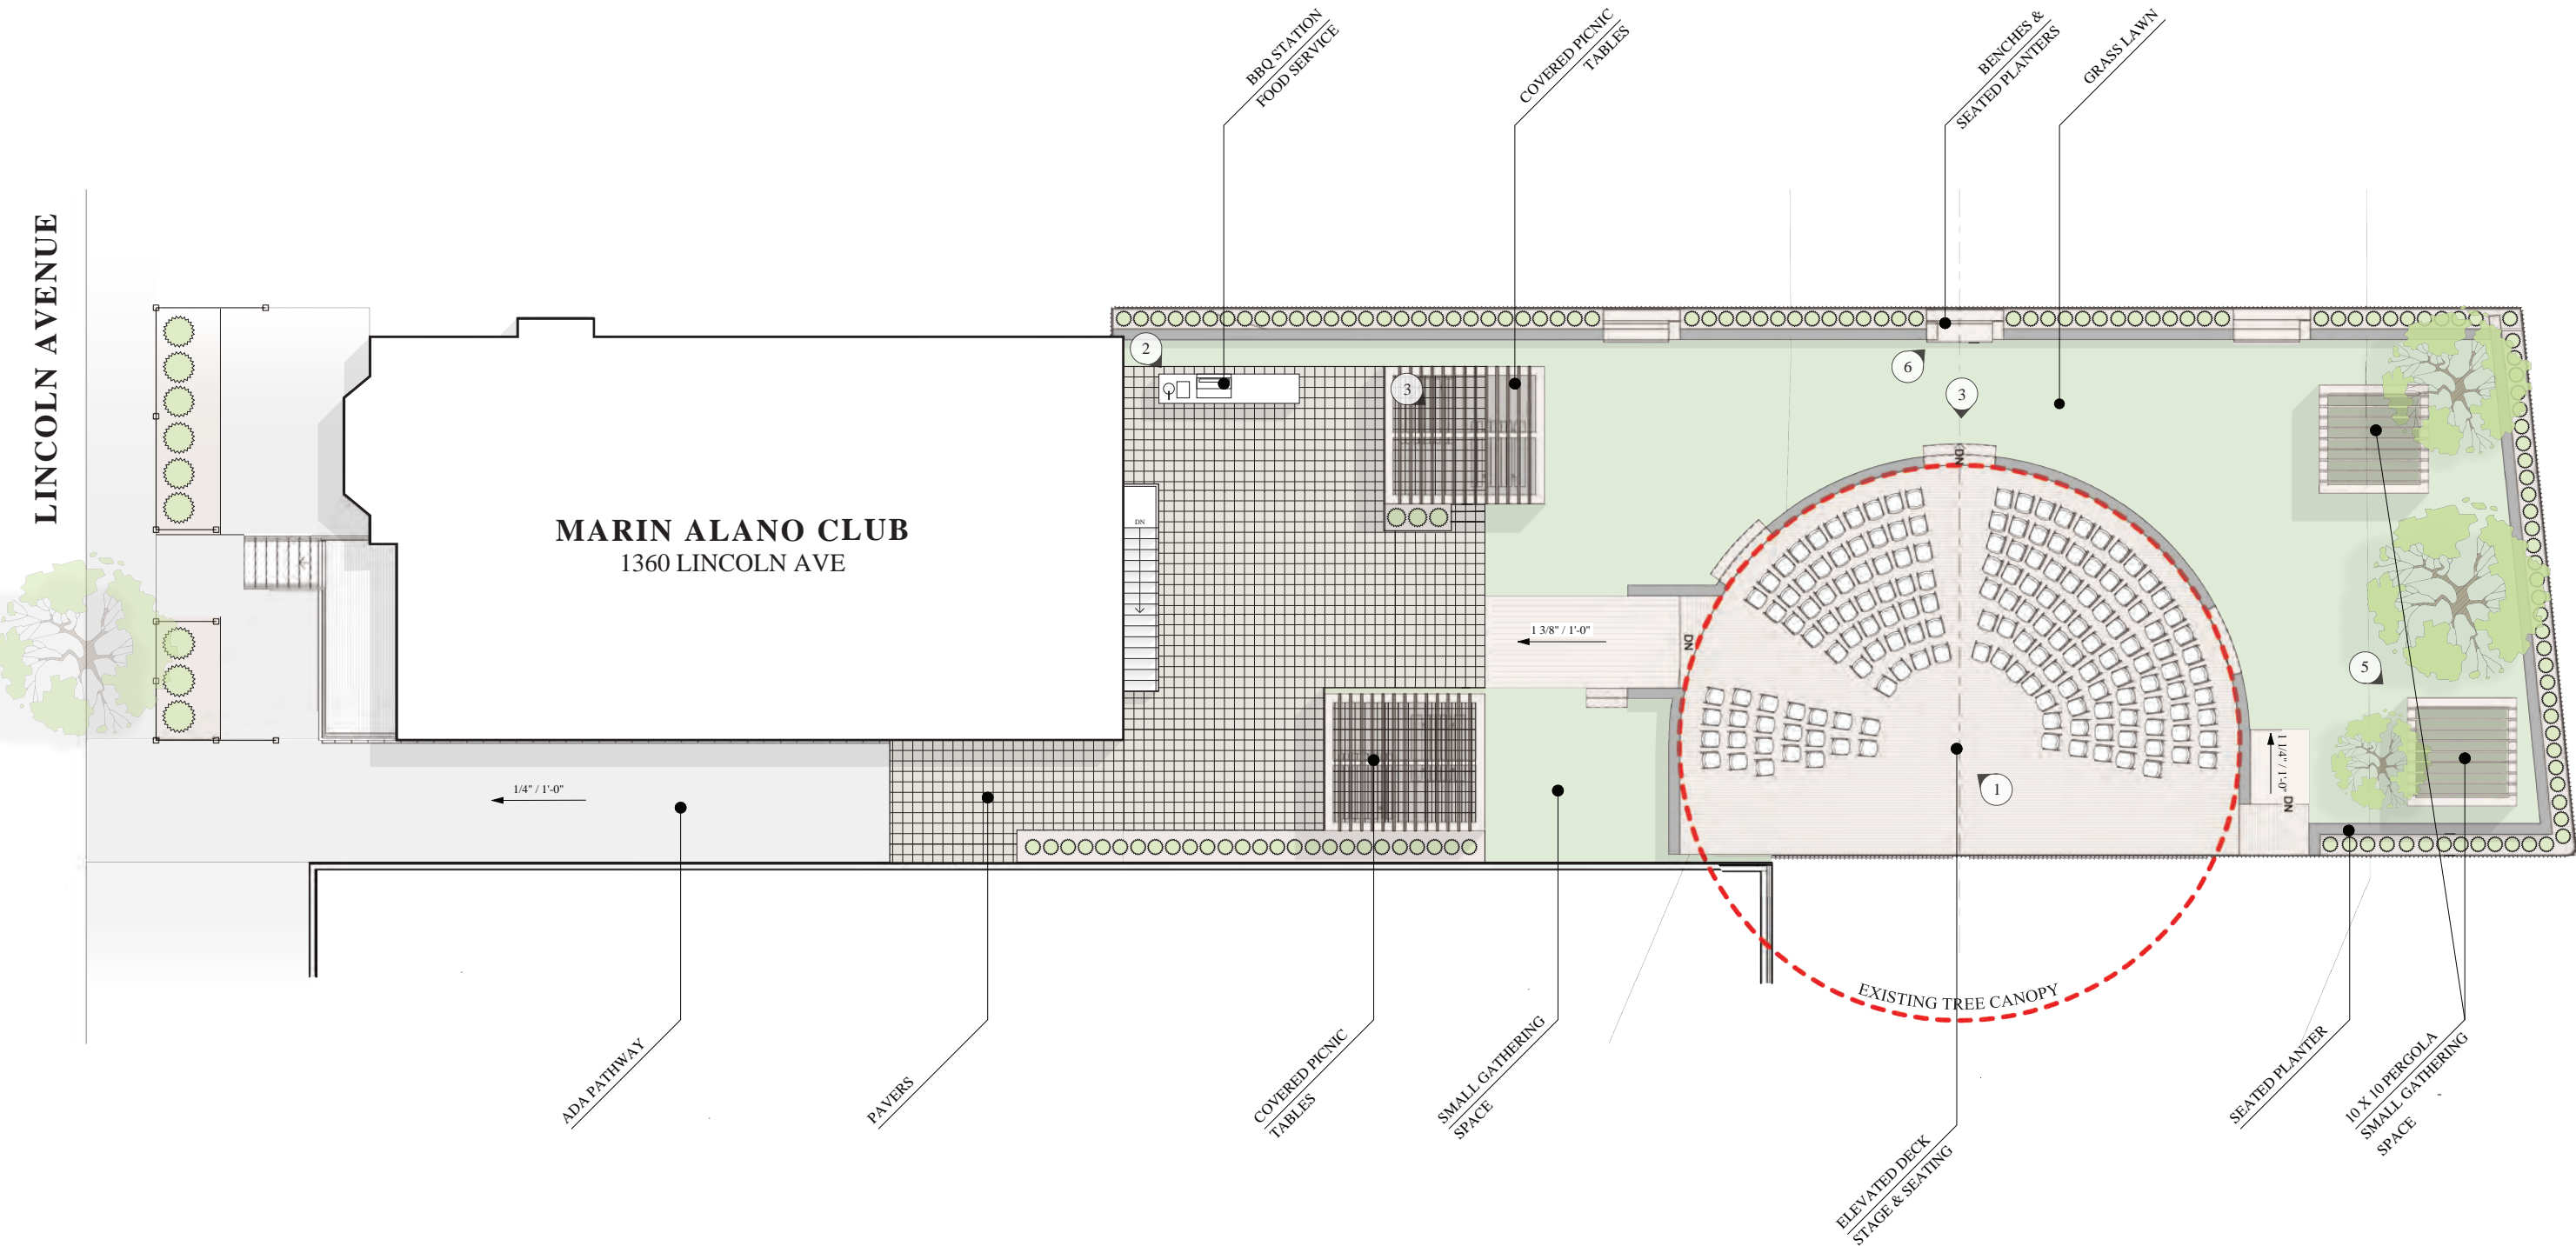 BBQ STATION
FOOD SERVICE
COVERED PICNIC
TABLES
BENCHES &
SEATED PLANTERS
GRASS LAWN
LINCOLN AVENUE
2
3
6
3
DN
MARIN ALANO CLUB
1360 LINCOLN AVE
DN
1 3/8" / 1'-0"
DN
5
1/4" / 1'-0"
1
1 1/4" / 1'-0"
DN
EXISTING TREE CANOPY
ADA PATHWAY
PAVERS
COVERED PICNIC
TABLES
SMALL GATHERING
SPACE
ELEVATED DECK
STAGE & SEATING
SEATED PLANTER
10 X 10 PERGOLA
SMALL GATHERING
SPACE